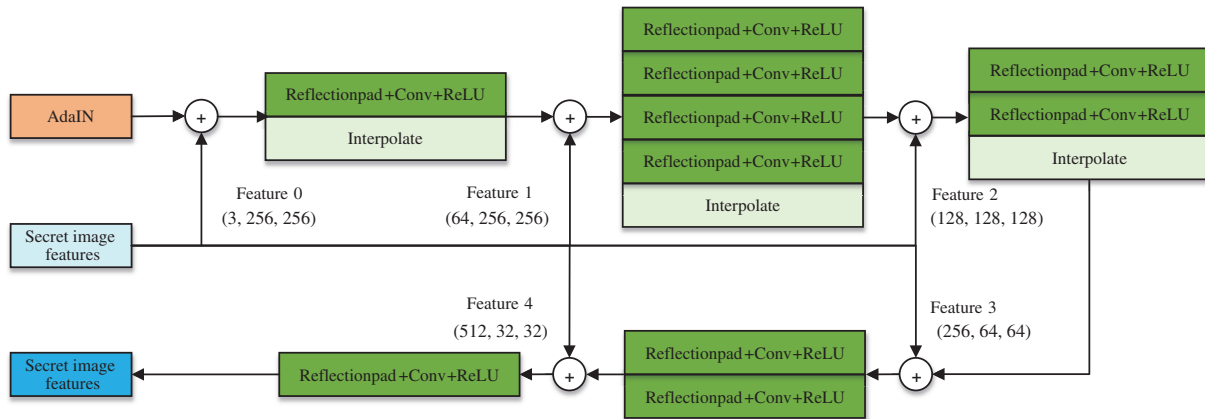 AdaIN
+
Reflectionpad+Conv+ReLU
Interpolate
+
Reflectionpad+Conv+ReLU
Reflectionpad+Conv+ReLU
Reflectionpad+Conv+ReLU
Reflectionpad+Conv+ReLU
Interpolate
+
Reflectionpad+Conv+ReLU
Reflectionpad+Conv+ReLU
Interpolate
Feature 0
(3, 256, 256)
Feature 1
(64, 256, 256)
Feature 2
(128, 128, 128)
Secret image
features
Feature 4
(512, 32, 32)
Feature 3
(256, 64, 64)
Secret image
features
Reflectionpad+Conv+ReLU
+
Reflectionpad+Conv+ReLU
Reflectionpad+Conv+ReLU
+